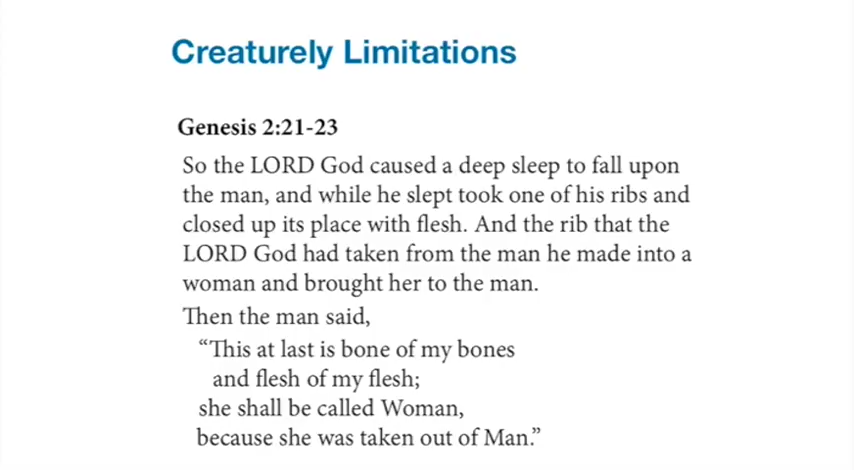 Creaturely Limitations
Genesis 2:21-23
So the LORD God caused a deep sleep to fall upon
the man, and while he slept took one of his ribs and
closed up its place with flesh. And the rib that the
LORD God had taken from the man he made into a
woman and brought her to the man.
Then the man said,
“This at last is bone of my bones
and flesh of my flesh;
she shall be called Woman,
because she was taken out of Man.”